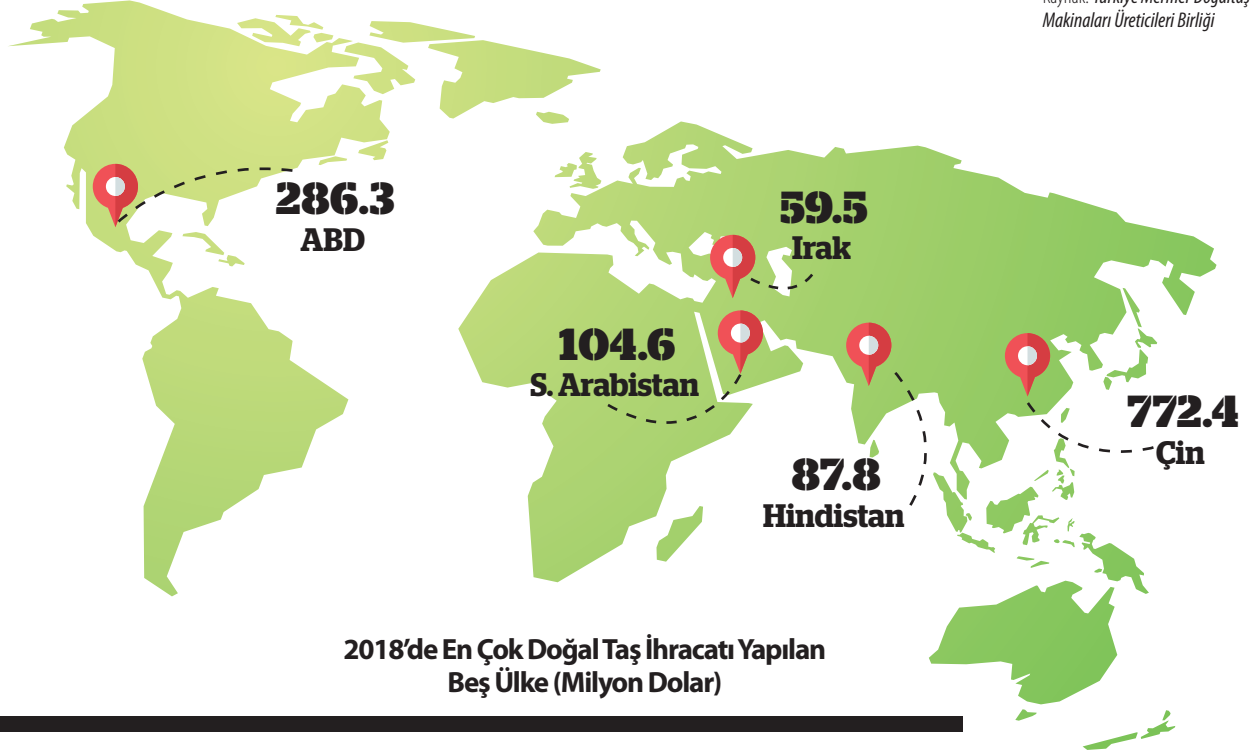 Makinaları Üreticileri Birliği
286.3
ABD
59.5
Irak
104.6
S. Arabistan
772.4
Çin
87.8
Hindistan
2018’de En Çok Doğal Taş İhracatı Yapılan
Beş Ülke (Milyon Dolar)